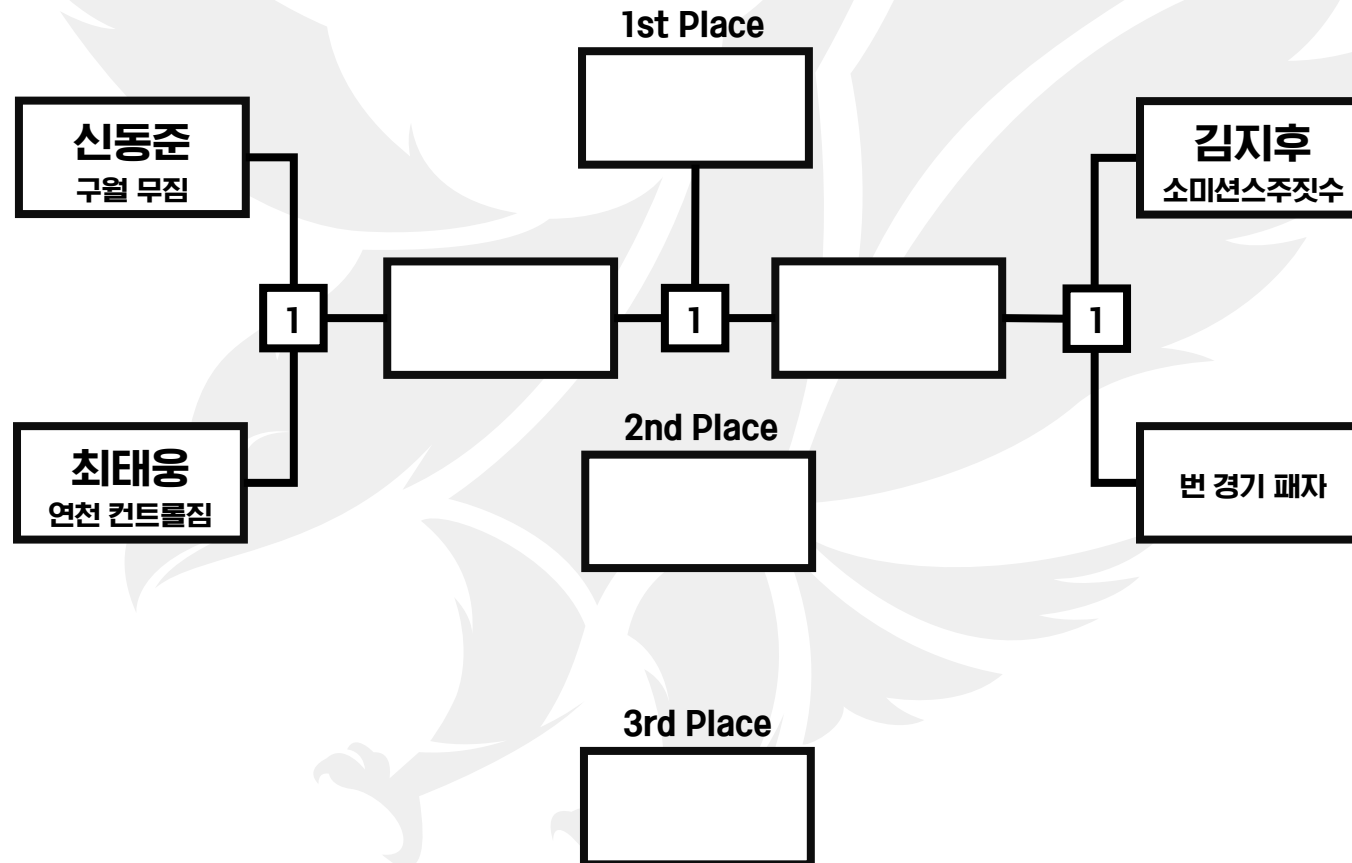 1st Place
신동준
구월 무짐
김지후
소미션스주짓수
1
1
1
최태웅
연천 컨트롤짐
2nd Place
번 경기 패자
3rd Place